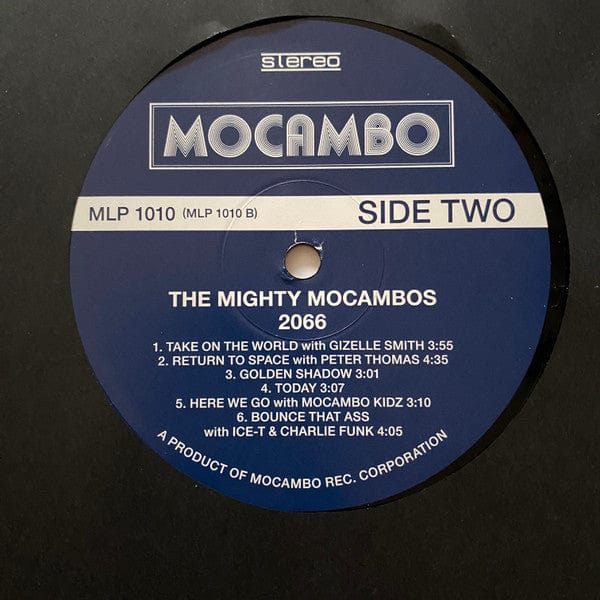 stereo
MOCAMBO
MLP 1010 (MLP 1010 B) SIDE TWO
THE MIGHTY MOCAMBOS
2066
1. TAKE ON THE WORLD with GIZELLE SMITH 3:55
2. RETURN TO SPACE with PETER THOMAS 4:35
3. GOLDEN SHADOW 3:01
4. TODAY 3:07
5. HERE WE GO with MOCAMBO KIDZ 3:10
6. BOUNCE THAT ASS
with ICE-T & CHARLIE FUNK 4:05
A PRODUCT OF MOCAMBO REC. CORPORATION